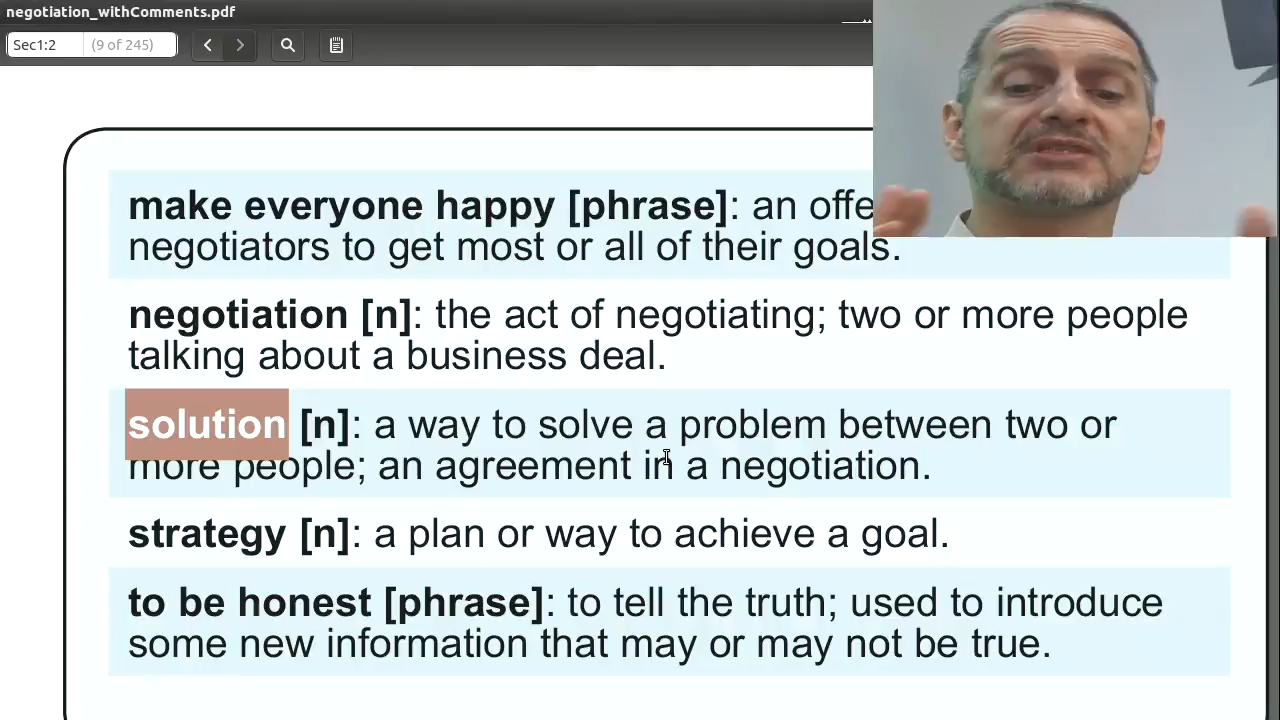 negotiation_withComments.pdf
Sec1:2 (9 of 245)
make everyone happy [phrase]: an offe
negotiators to get most or all of their goals.
negotiation [n]: the act of negotiating; two or more people
talking about a business deal.
solution [n]: a way to solve a problem between two or
more people; an agreement in a negotiation.
strategy [n]: a plan or way to achieve a goal.
to be honest [phrase]: to tell the truth; used to introduce
some new information that may or may not be true.